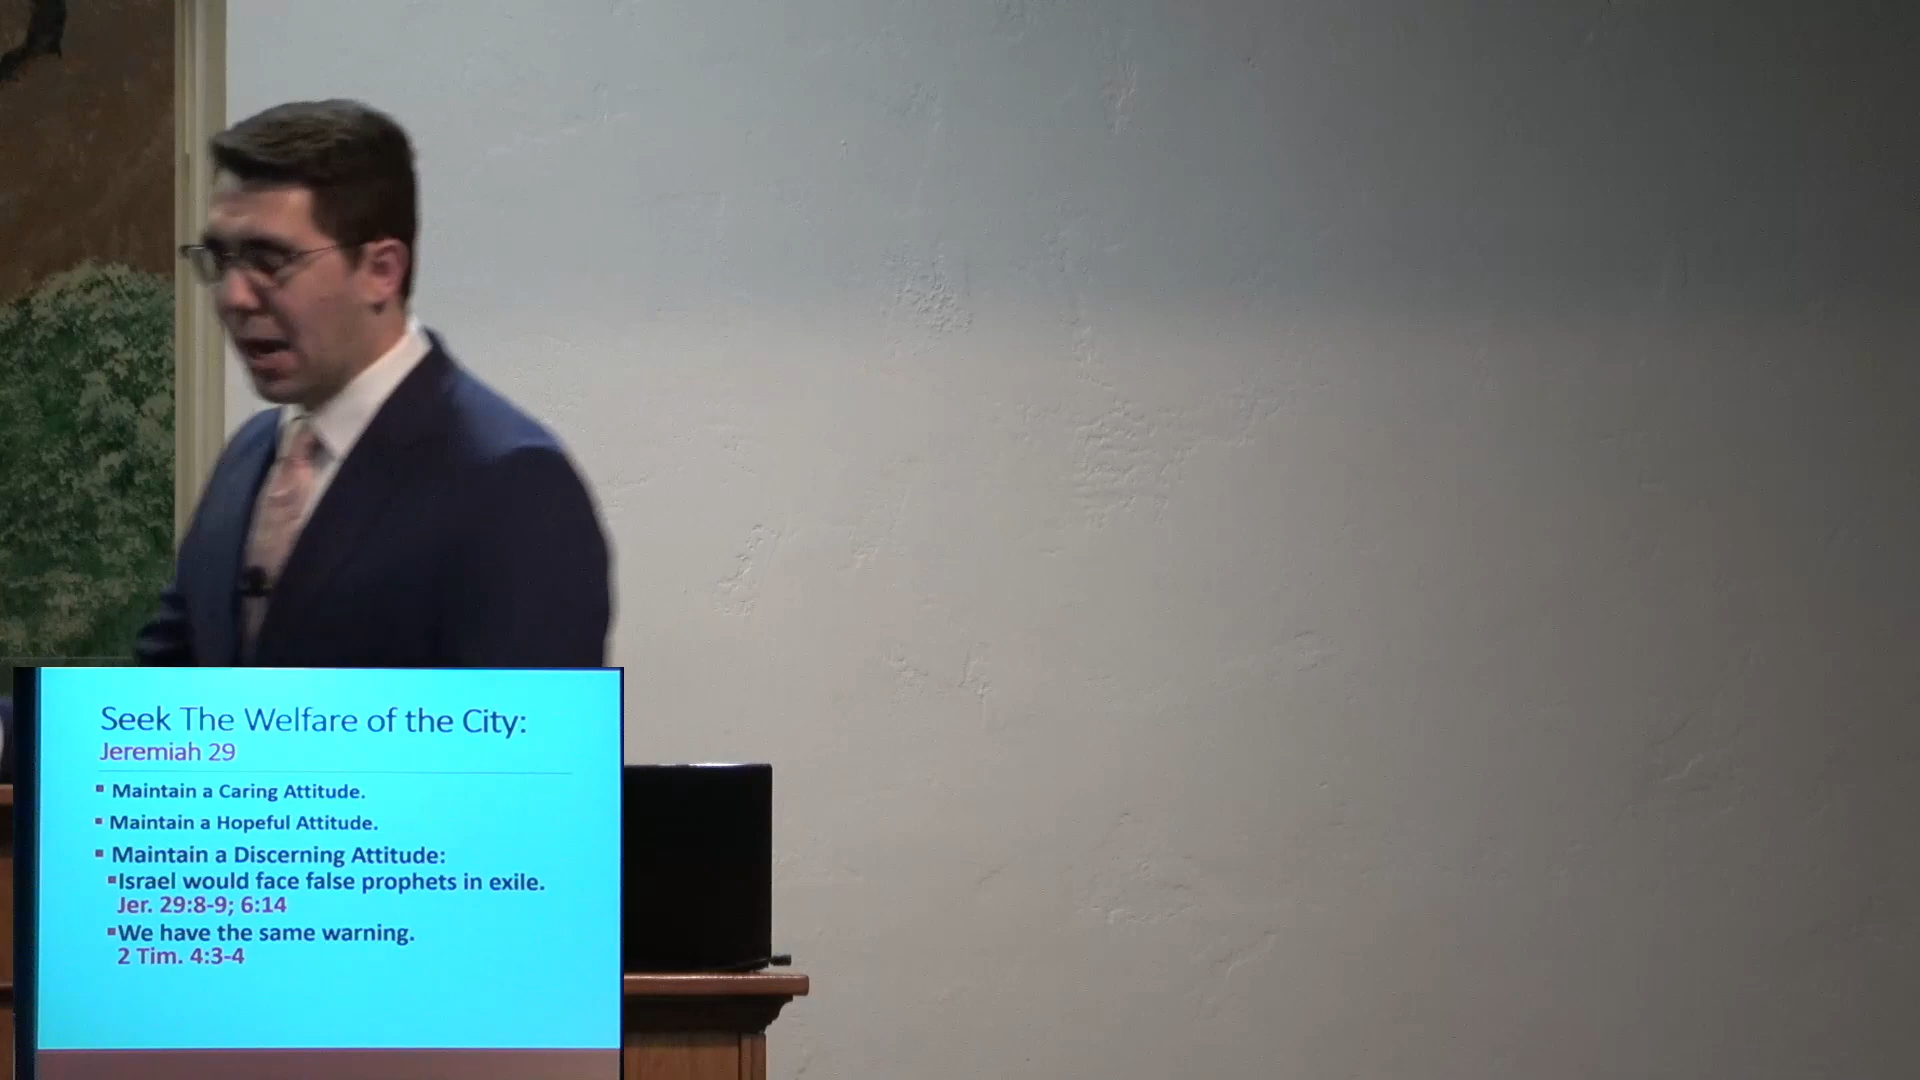 Seek The Welfare of the City:
Jeremiah 29
▪ Maintain a Caring Attitude.
▪ Maintain a Hopeful Attitude.
▪ Maintain a Discerning Attitude:
▪Israel would face false prophets in exile.
Jer. 29:8-9; 6:14
▪We have the same warning.
2 Tim. 4:3-4